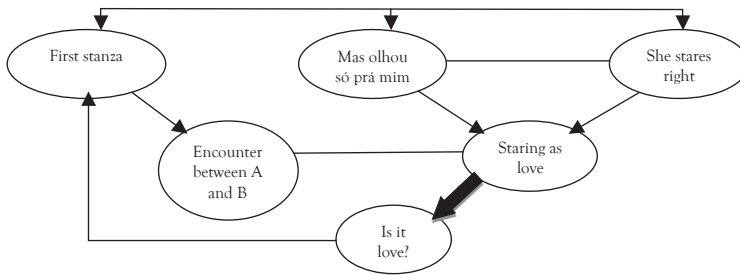 First stanza
Mas olhou
só prá mim
She stares
right
Encounter
between A
and B
Staring as
love
Is it
love?